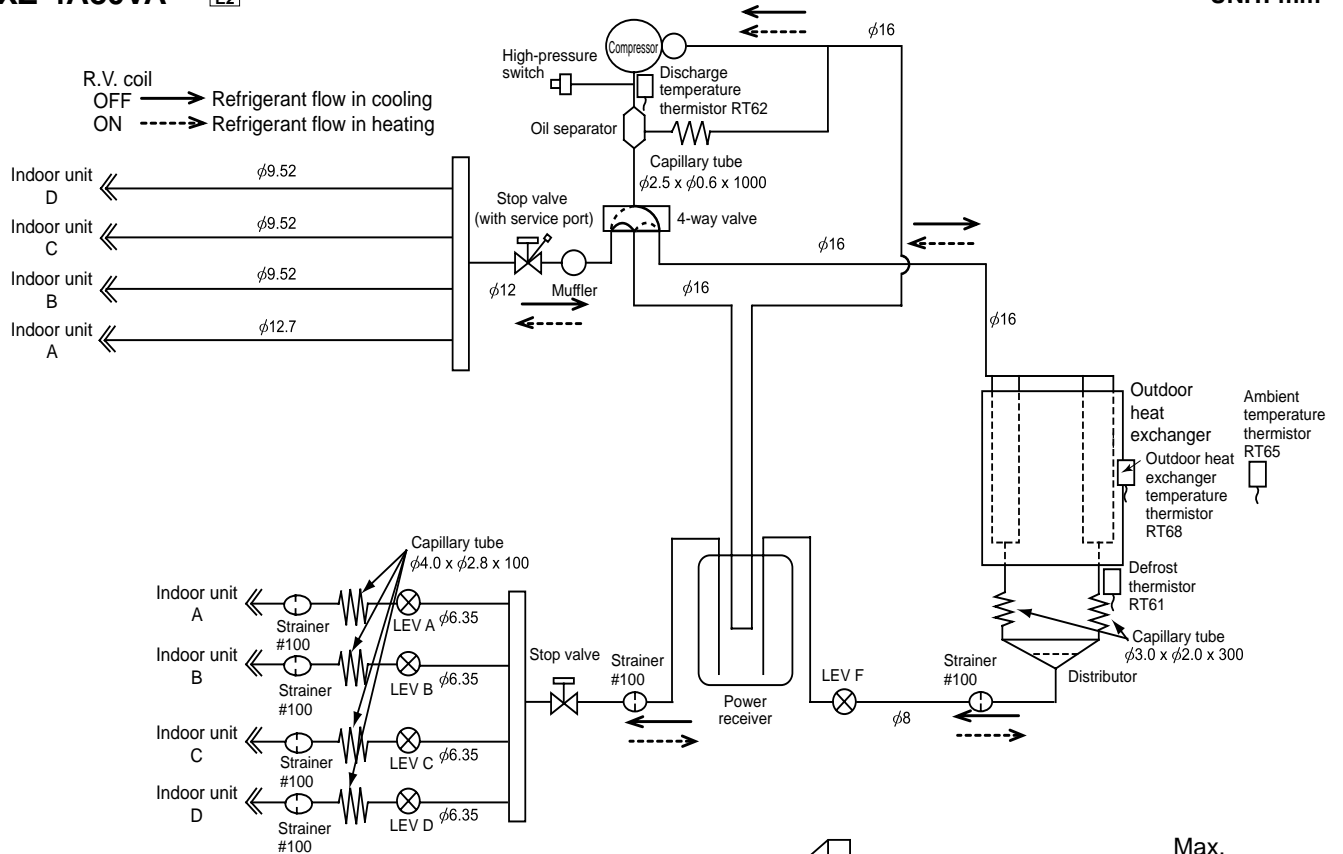 E2
R.V. coil
OFF Refrigerant flow in cooling
ON Refrigerant flow in heating
Compressor
High-pressure
switch
Discharge
temperature
thermistor RT62
ϕ16
Oil separator
Capillary tube
ϕ2.5 x ϕ0.6 x 1000
Stop valve
(with service port)
4-way valve
ϕ16
ϕ16
ϕ16
ϕ12
Muffler
Indoor unit
D
ϕ9.52
Indoor unit
C
ϕ9.52
Indoor unit
B
ϕ9.52
Indoor unit
A
ϕ12.7
Outdoor
heat
exchanger
Outdoor heat
exchanger
temperature
thermistor
RT68
Ambient
temperature
thermistor
RT65
Defrost
thermistor
RT61
Capillary tube
ϕ3.0 x ϕ2.0 x 300
Distributor
Capillary tube
ϕ4.0 x ϕ2.8 x 100
Indoor unit
A
Strainer
#100
LEV A
ϕ6.35
Indoor unit
B
Strainer
#100
LEV B
ϕ6.35
Indoor unit
C
Strainer
#100
LEV C
ϕ6.35
Indoor unit
D
Strainer
#100
LEV D
ϕ6.35
Stop valve
Strainer
#100
Power
receiver
LEV F
ϕ8
Strainer
#100
Max.